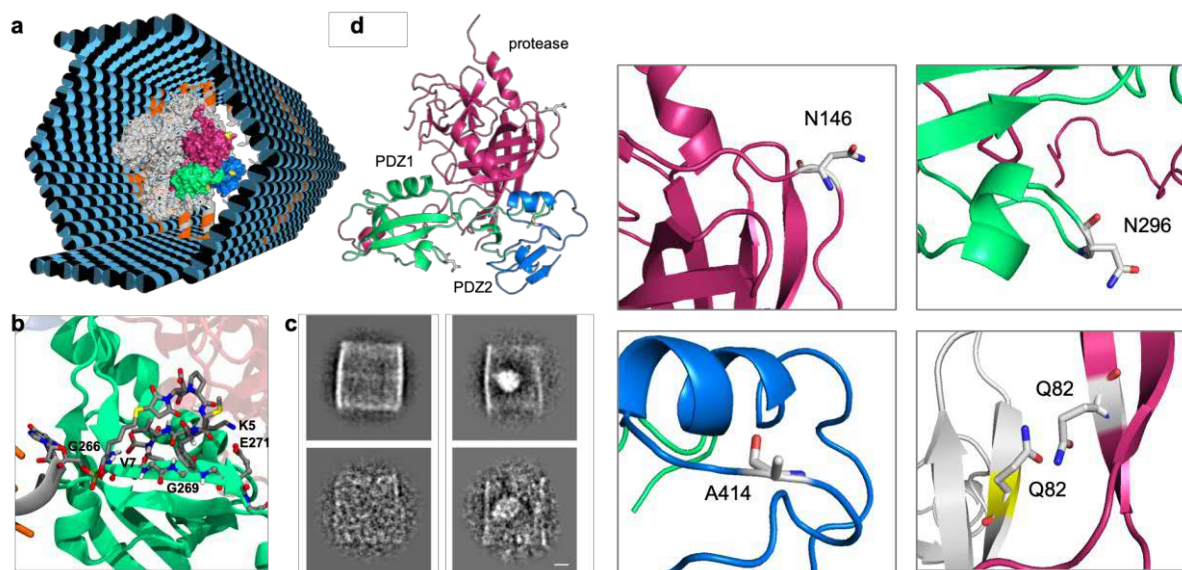 a
d
protease
PDZ1
PDZ2
b
G266
V7
G269
K5
E271
c
N146
N296
A414
Q82
Q82